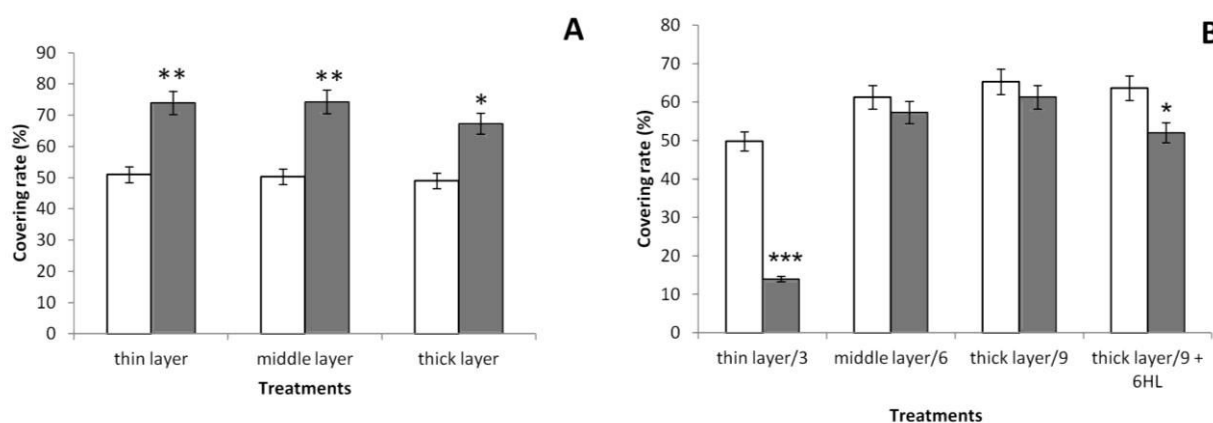 A
Covering rate (%)
90
80
70
60
50
40
30
20
10
0
**
**
*
thin layer
middle layer
thick layer
Treatments
B
Covering rate (%)
80
70
60
50
40
30
20
10
0
***
*
thin layer/3
middle layer/6
thick layer/9
thick layer/9 +
6HL
Treatments